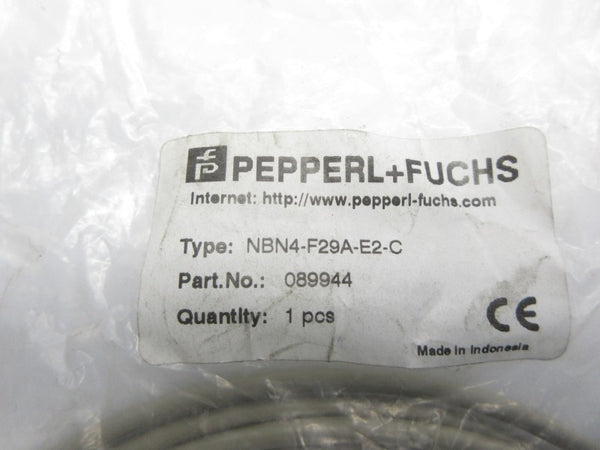 PEPPERL+FUCHS
Internet: http://www.pepperl-fuchs.com
Type: NBN4-F29A-E2-C
Part.No.: 089944
Quantity: 1 pcs
CE
Made in Indonesia